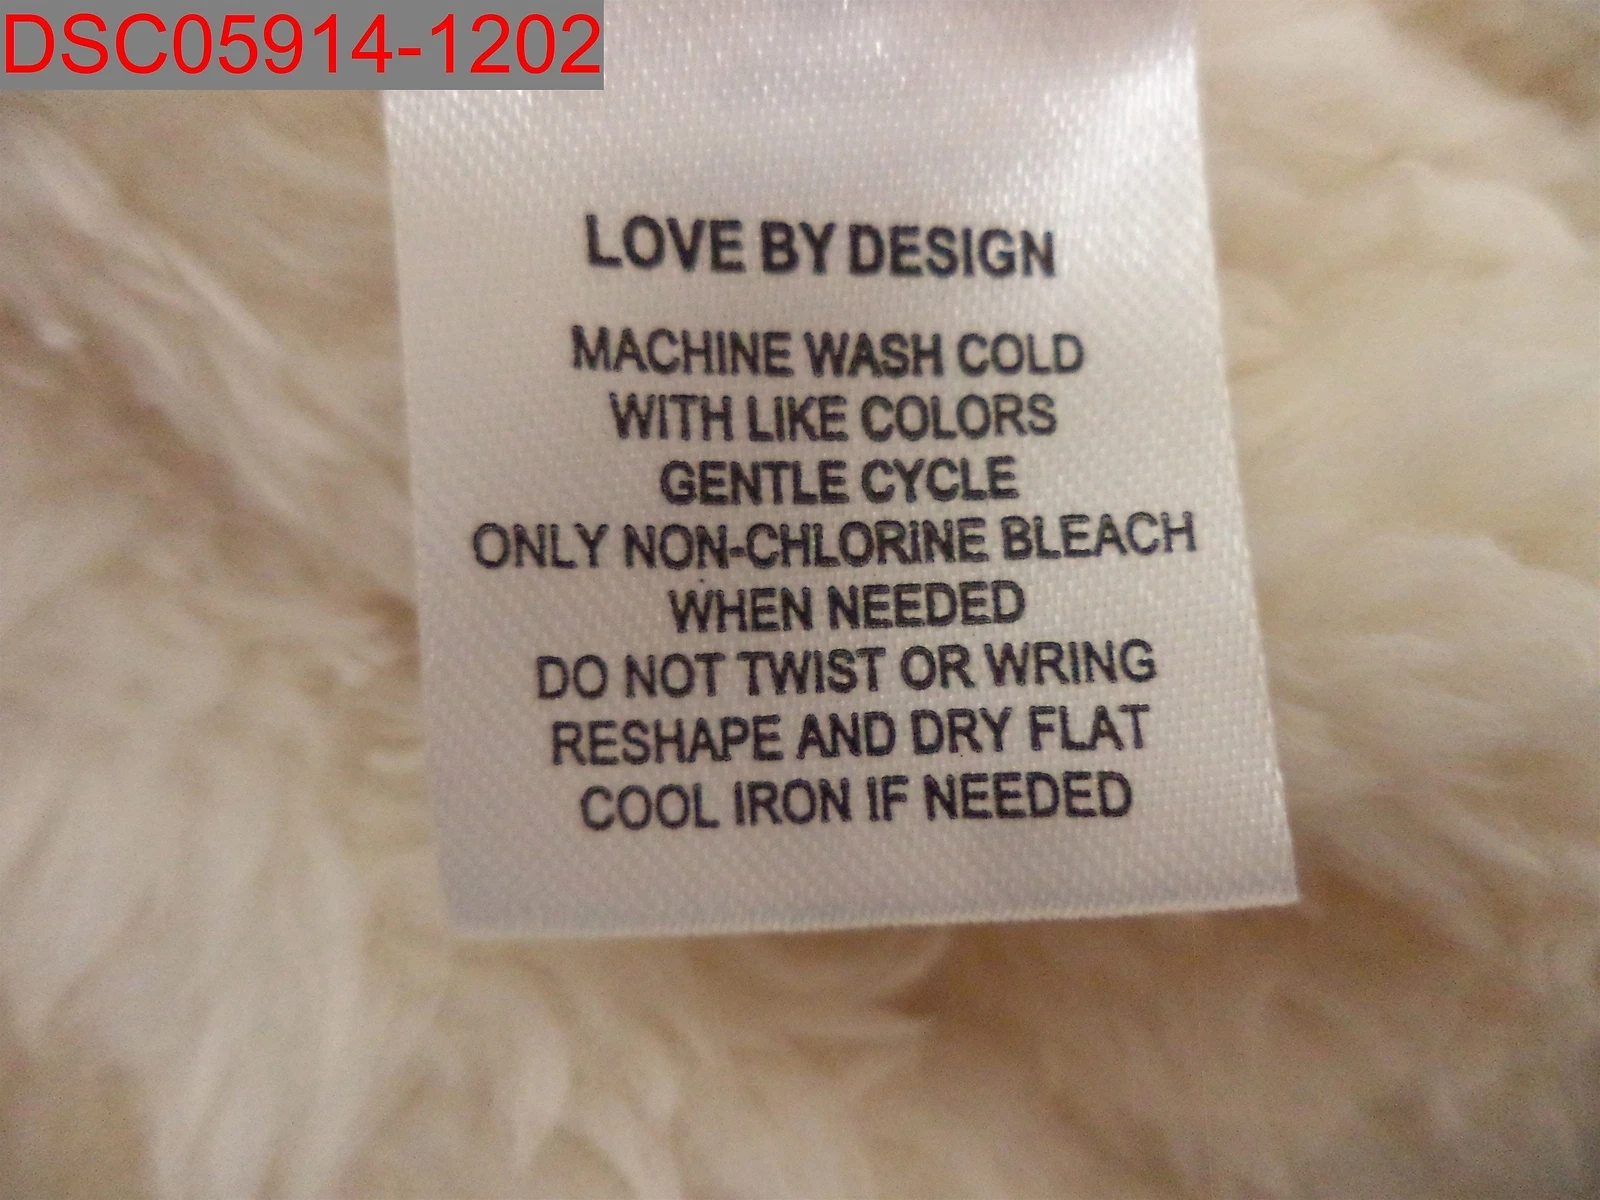 DSC05914-1202
LOVE BY DESIGN
MACHINE WASH COLD
WITH LIKE COLORS
GENTLE CYCLE
ONLY NON-CHLORINE BLEACH
WHEN NEEDED
DO NOT TWIST OR WRING
RESHAPE AND DRY FLAT
COOL IRON IF NEEDED